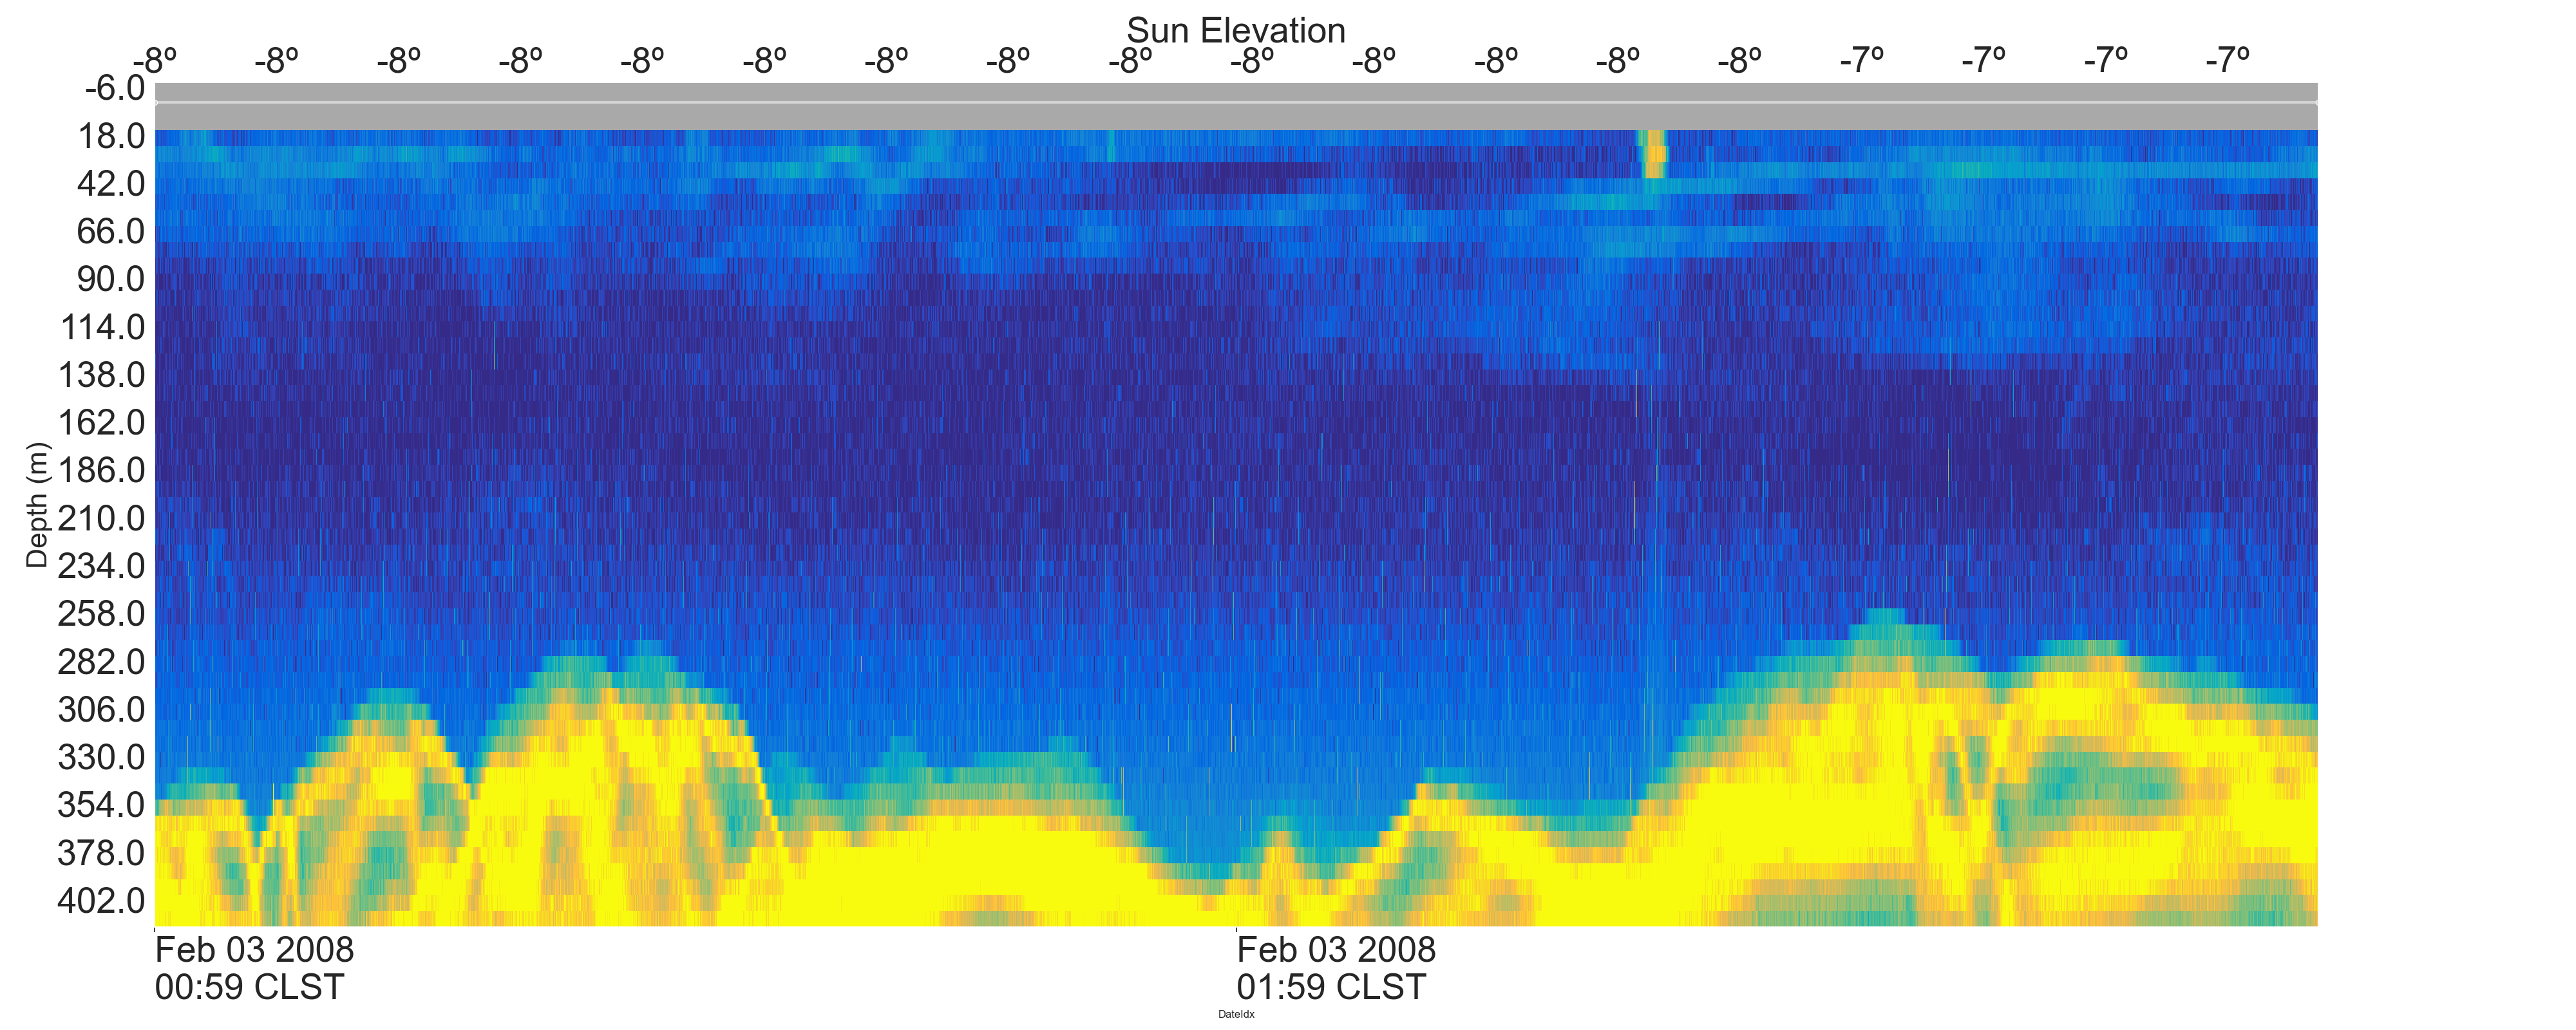 Sun Elevation
-8º -8º -8º -8º -8º -8º -8º -8º -8º -8º -8º -8º -8º -8º -7º -7º -7º -7º
-6.0
18.0
42.0
66.0
90.0
114.0
138.0
162.0
186.0
210.0
234.0
258.0
282.0
306.0
330.0
354.0
378.0
402.0
Depth (m)
Feb 03 2008
00:59 CLST
Feb 03 2008
01:59 CLST
DateIdx